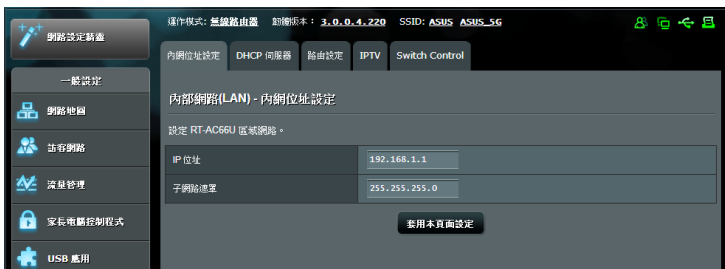 網路設定精靈
一般設定
網路地圖
訪客網路
流量管理
家長電腦控制程式
USB 應用
運作模式: 無線路由器 韌體版本: 3.0.0.4.220 SSID: ASUS ASUS_5G
內網位址設定 DHCP 伺服器 路由設定 IPTV Switch Control
內部網路(LAN) - 內網位址設定
設定 RT-AC66U 區域網路。
IP 位址 192.168.1.1
子網路遮罩 255.255.255.0
套用本頁面設定